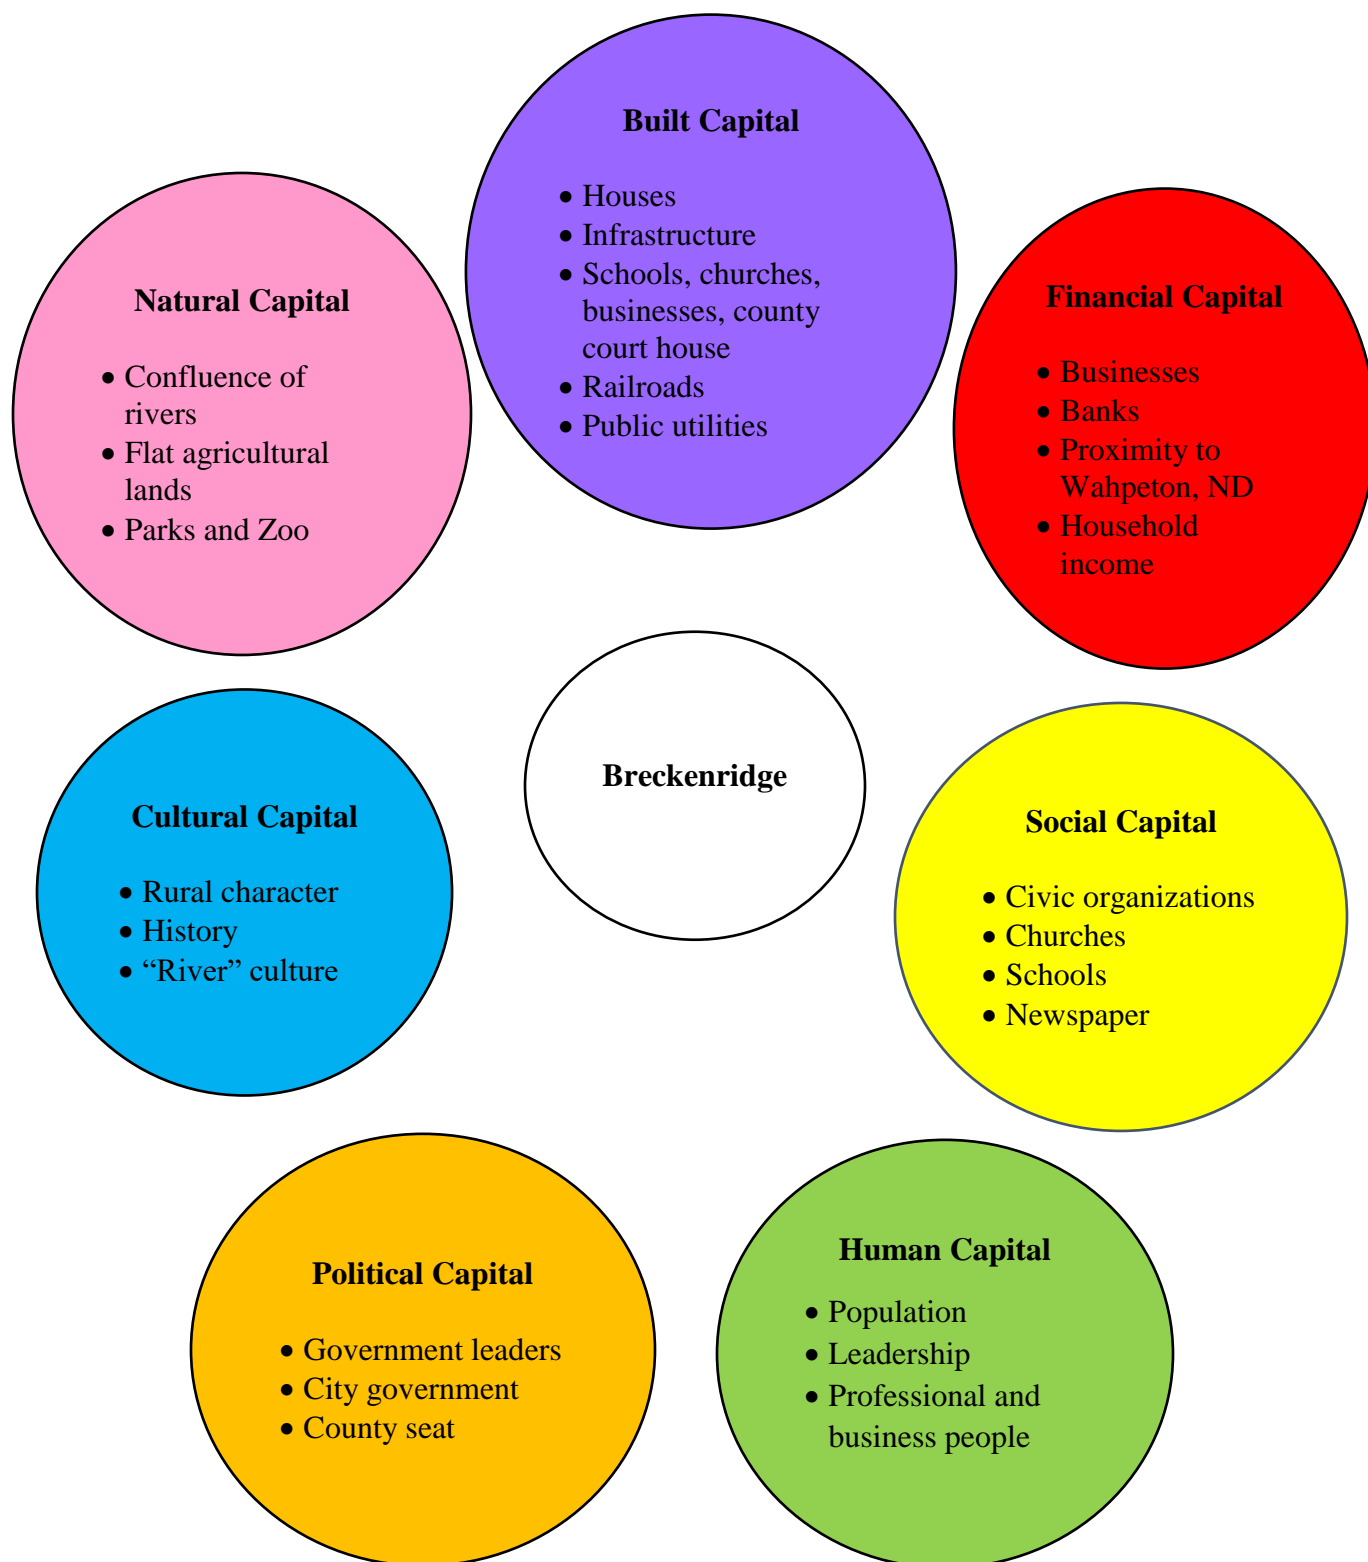 Built Capital
• Houses
• Infrastructure
• Schools, churches,
businesses, county
court house
• Railroads
• Public utilities
Natural Capital
• Confluence of
rivers
• Flat agricultural
lands
• Parks and Zoo
Financial Capital
• Businesses
• Banks
• Proximity to
Wahpeton, ND
• Household
income
Breckenridge
Cultural Capital
• Rural character
• History
• “River” culture
Social Capital
• Civic organizations
• Churches
• Schools
• Newspaper
Political Capital
• Government leaders
• City government
• County seat
Human Capital
• Population
• Leadership
• Professional and
business people